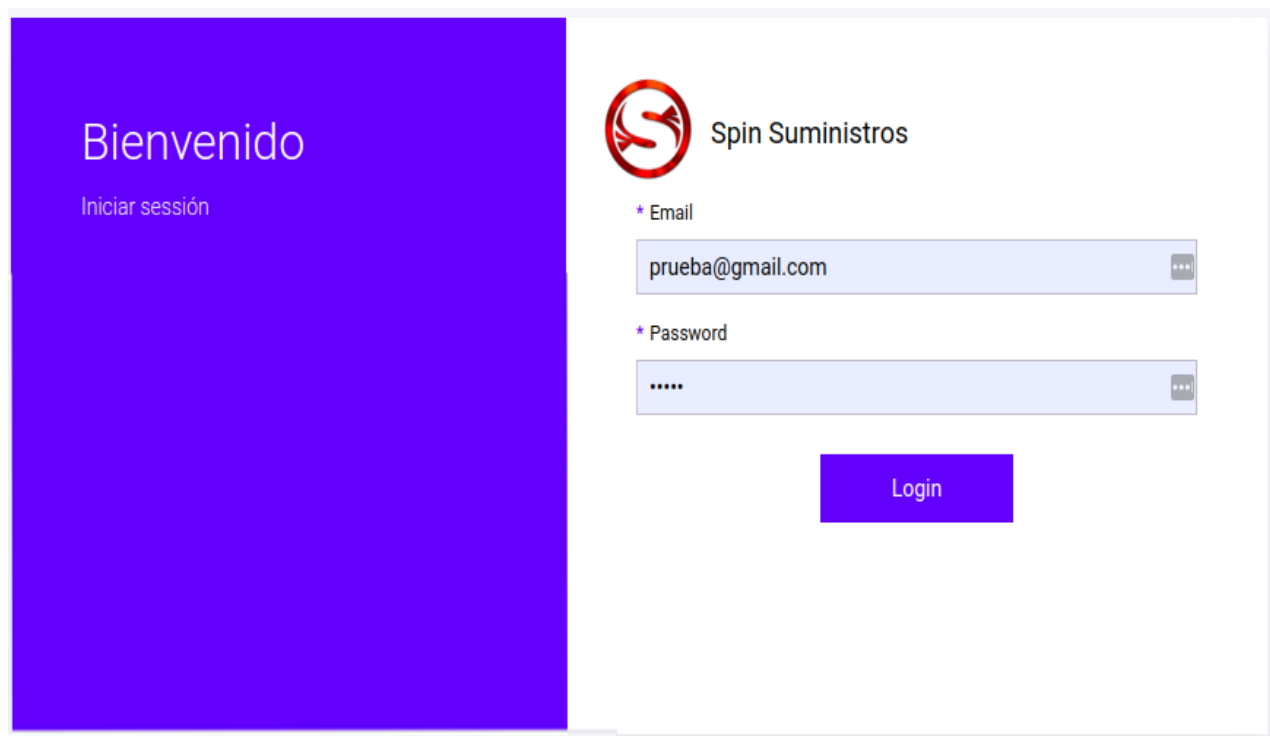 Bienvenido
Iniciar sessión
Spin Suministros
* Email
prueba@gmail.com
* Password
•••••
Login